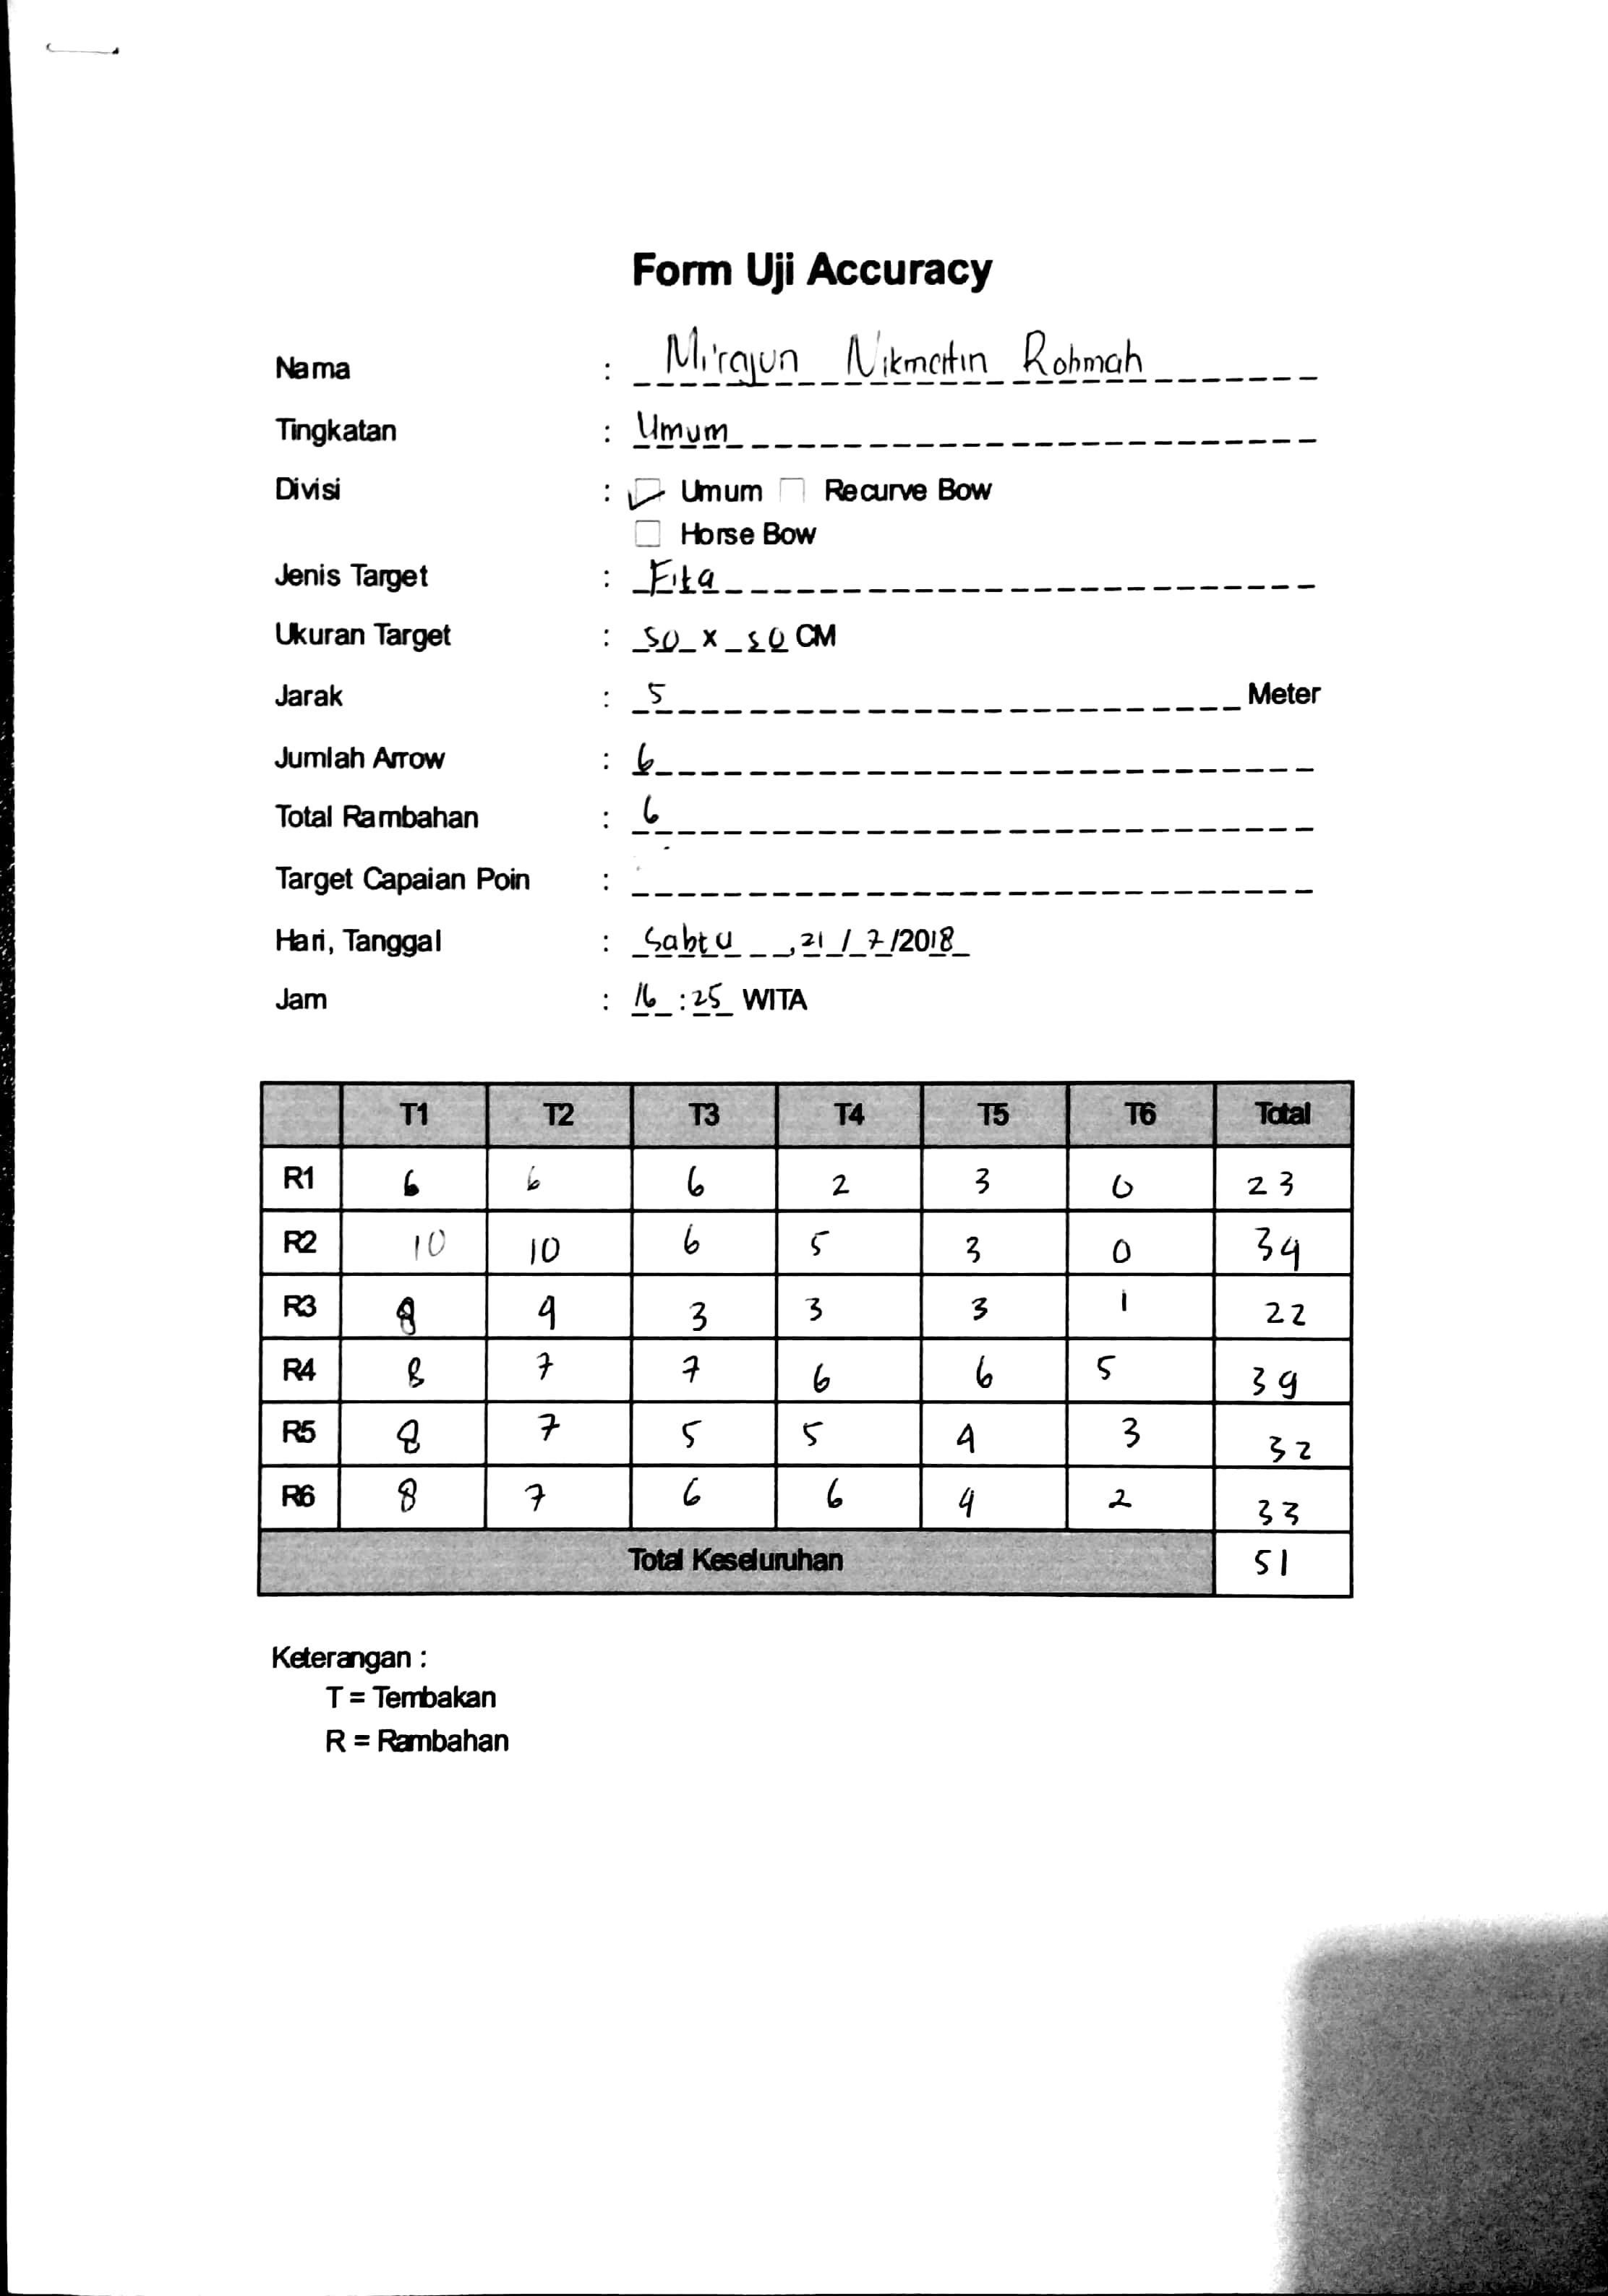 Form Uji Accuracy
Nama : Mi'rajun Nikmatin Rohmah
Tingkatan : Umum
Divisi : ☑ Umum ☐ Recurve Bow
☐ Horse Bow
Jenis Target : Fita
Ukuran Target : 50 x 50 CM
Jarak : 5 Meter
Jumlah Arrow : 6
Total Rambahan : 6
Target Capaian Poin :
Hari, Tanggal : Sabtu, 21 / 7 /2018
Jam : 16 : 25 WITA
T1 T2 T3 T4 T5 T6 Total
R1 6 6 6 2 3 0 23
R2 10 10 6 5 3 0 34
R3 8 4 3 3 3 1 22
R4 8 7 7 6 6 5 39
R5 8 7 5 5 4 3 32
R6 8 7 6 6 4 2 33
Total Keseluruhan 51
Keterangan :
T = Tembakan
R = Rambahan